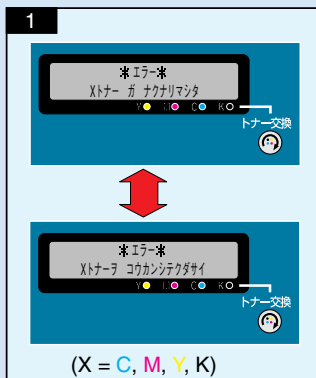 1
＊エラー＊
Xトナー ガ ナクナリマシタ
Y M C K
トナー交換
＊エラー＊
Xトナーヲ コウカンシテクダサイ
Y M C K
トナー交換
(X = C, M, Y, K)